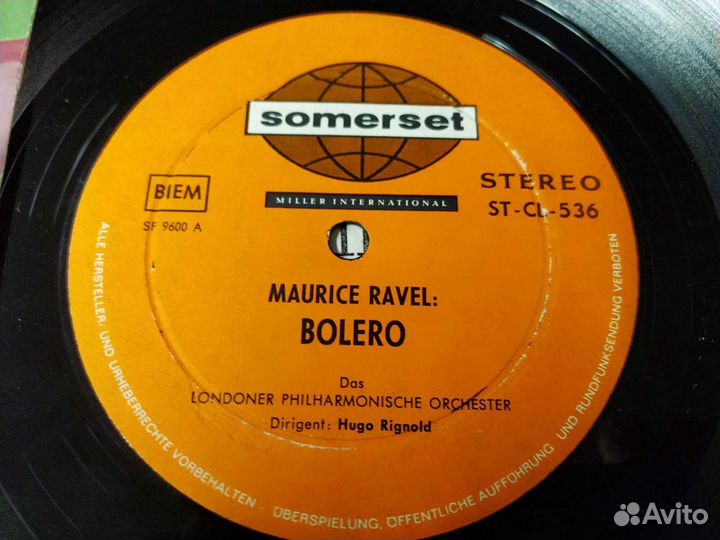 somerset
MILLER INTERNATIONAL
BIEM
SF 9600 A
STEREO
ST-CL-536
MAURICE RAVEL:
BOLERO
Das
LONDONER PHILHARMONISCHE ORCHESTER
Dirigent: Hugo Rignold
ALLE HERSTELLER- UND URHEBERRECHTE VORBEHALTEN - ÜBERSPIELUNG, ÖFFENTLICHE AUFFÜHRUNG UND RUNDFUNKSENDUNG VERBOTEN
Avito